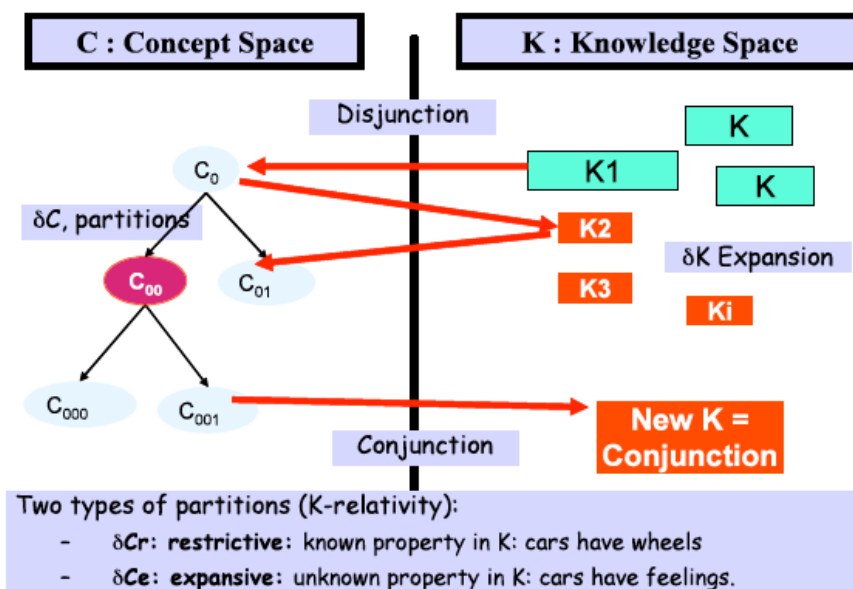 C : Concept Space
K : Knowledge Space
Disjunction
K
K1
K
C₀
δC, partitions
K2
δK Expansion
C₀₀
C₀₁
K3
Ki
C₀₀₀
C₀₀₁
New K =
Conjunction
Conjunction
Two types of partitions (K-relativity):
- δCr: restrictive: known property in K: cars have wheels
- δCe: expansive: unknown property in K: cars have feelings.